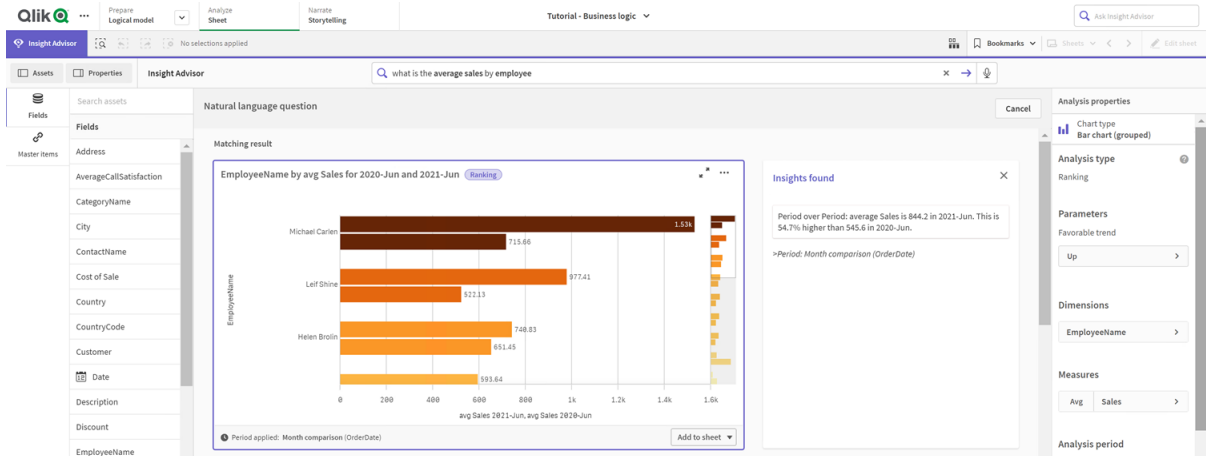 Qlik
Prepare
Logical model
Analyze
Sheet
Narrate
Storytelling
Tutorial - Business logic
Ask Insight Advisor
Insight Advisor
No selections applied
Bookmarks
Sheets
Edit sheet
Assets
Properties
Insight Advisor
what is the average sales by employee
Fields
Master items
Search assets
Fields
Address
AverageCallSatisfaction
CategoryName
City
ContactName
Cost of Sale
Country
CountryCode
Customer
Date
Description
Discount
EmployeeName
Natural language question
Cancel
Matching result
EmployeeName by avg Sales for 2020-Jun and 2021-Jun Ranking
EmployeeName
Michael Carlen
1.53k
715.66
Leif Shine
977.41
522.13
Helen Brolin
740.83
651.45
593.64
0 200 400 600 800 1k 1.2k 1.4k 1.6k
avg Sales 2021-Jun, avg Sales 2020-Jun
Period applied: Month comparison (OrderDate)
Add to sheet
Insights found
Period over Period: average Sales is 844.2 in 2021-Jun. This is
54.7% higher than 545.6 in 2020-Jun.
>Period: Month comparison (OrderDate)
Analysis properties
Chart type
Bar chart (grouped)
Analysis type
Ranking
Parameters
Favorable trend
Up
Dimensions
EmployeeName
Measures
Avg Sales
Analysis period